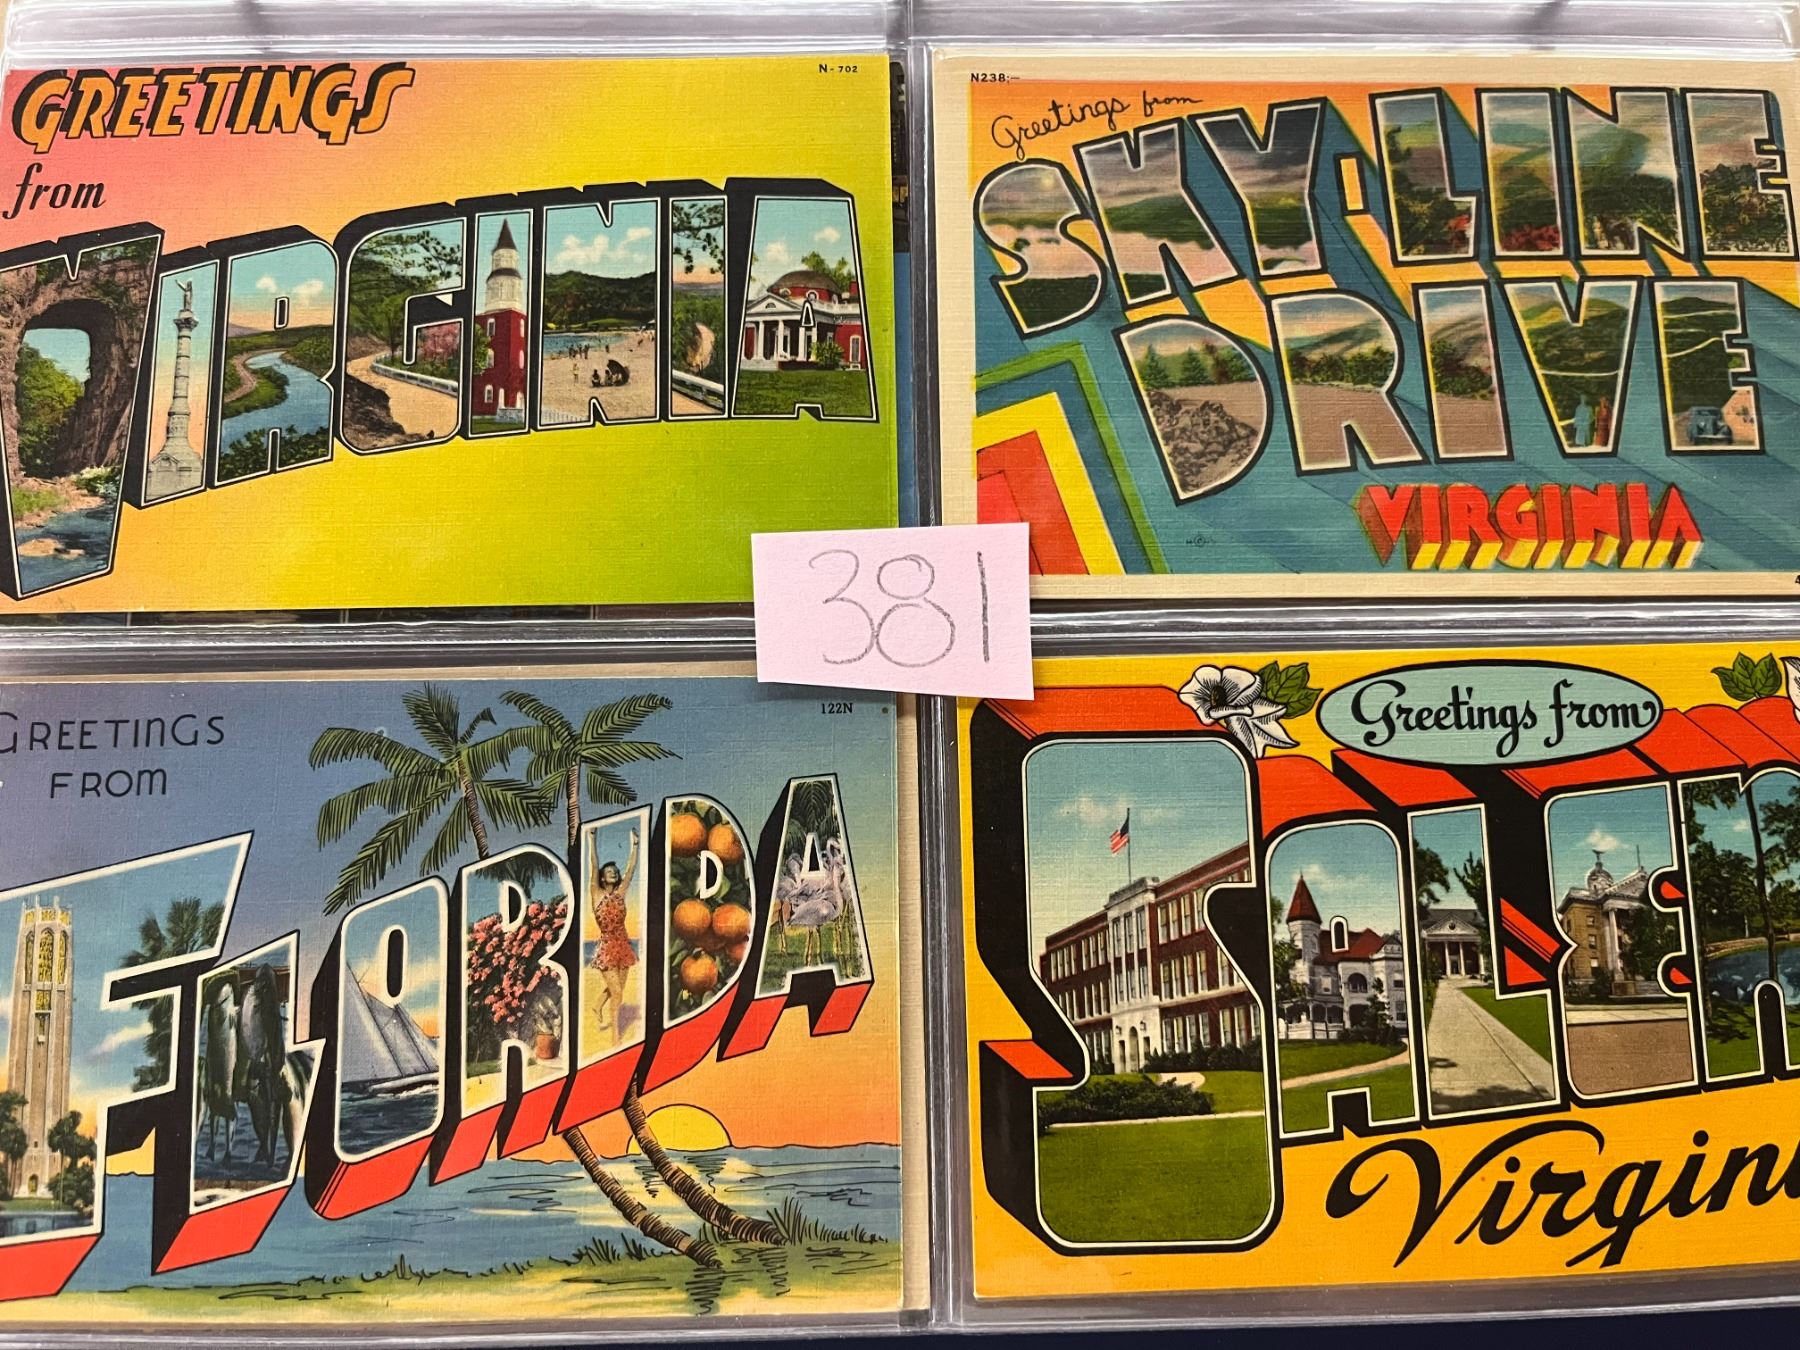 GREETINGS
from
VIRGINIA
N-702
N238:—
Greetings from
SKY-LINE
DRIVE
VIRGINIA
381
GREETINGS
FROM
FLORIDA
122N
Greetings from
SALEM
Virginia